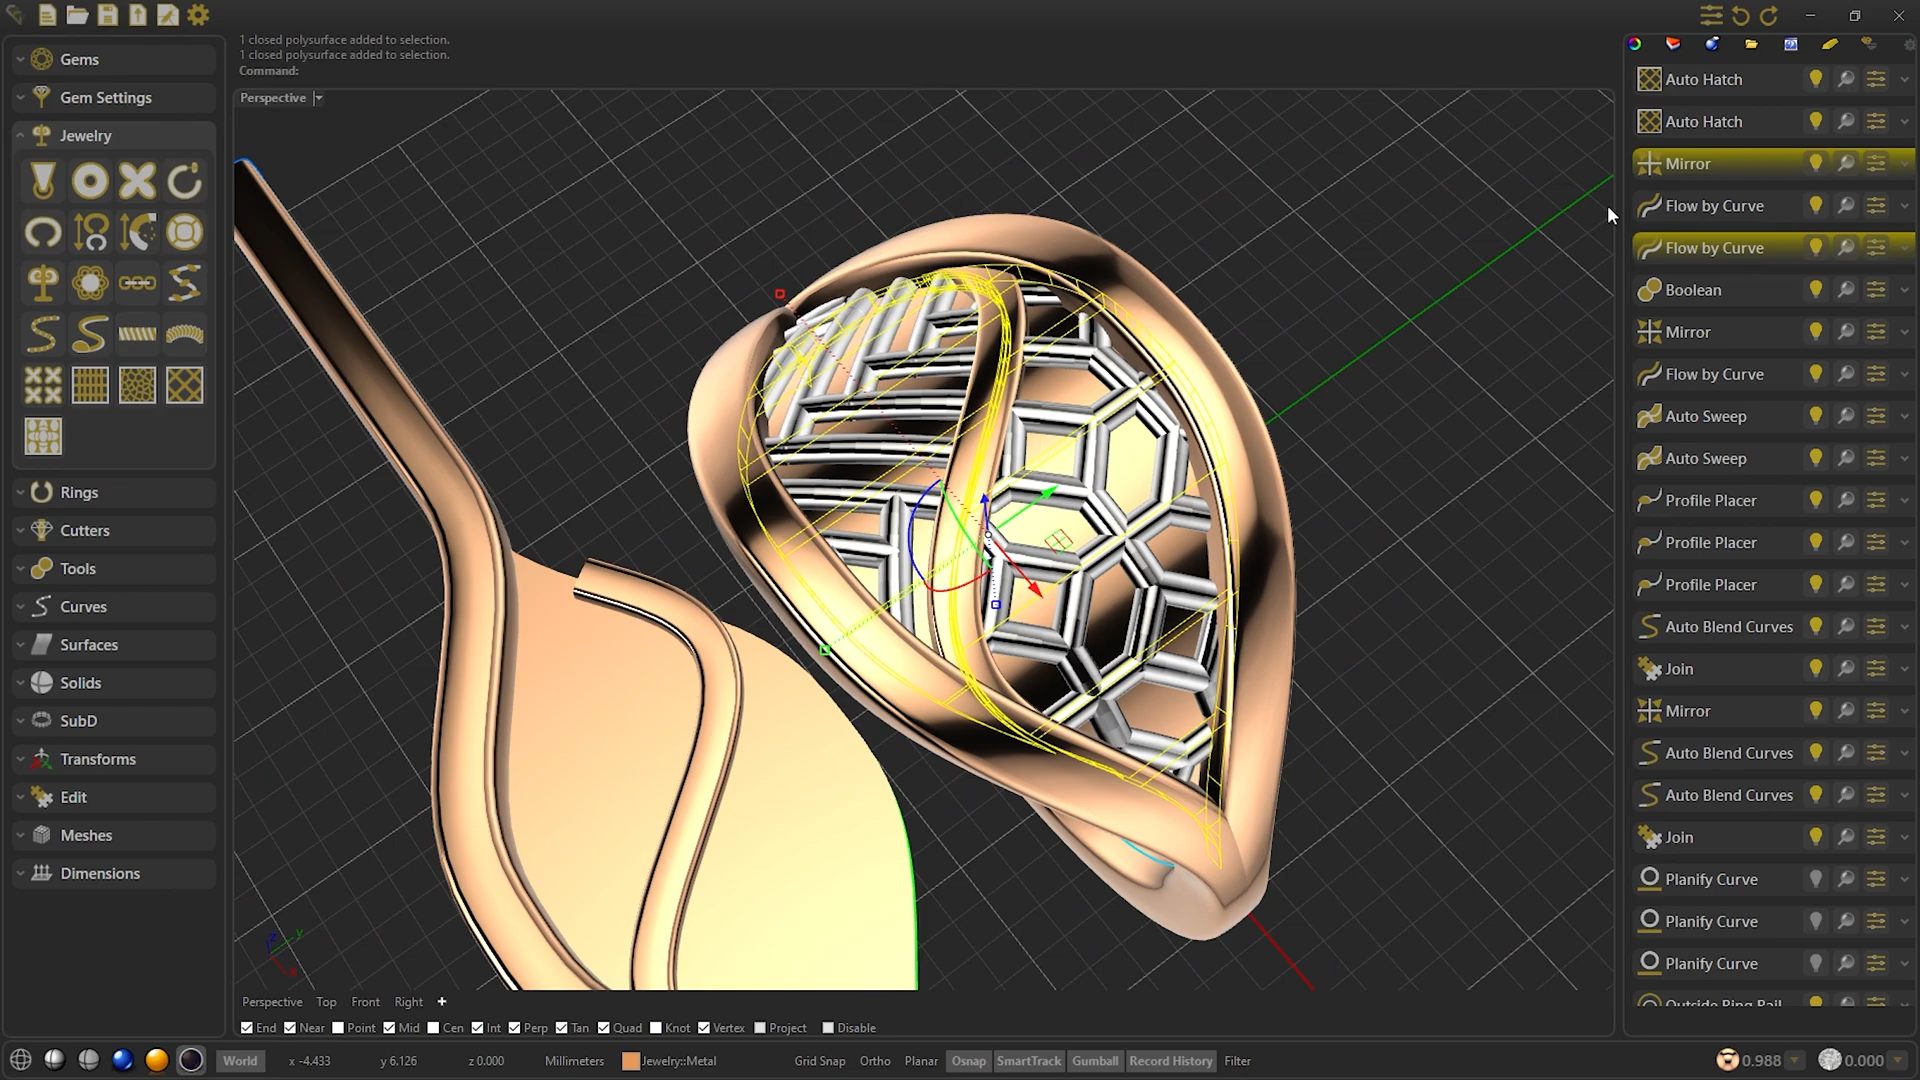 1 closed polysurface added to selection.
1 closed polysurface added to selection.
Command:
Perspective
Gems
Gem Settings
Jewelry
Rings
Cutters
Tools
Curves
Surfaces
Solids
SubD
Transforms
Edit
Meshes
Dimensions
Auto Hatch
Auto Hatch
Mirror
Flow by Curve
Flow by Curve
Boolean
Mirror
Flow by Curve
Auto Sweep
Auto Sweep
Profile Placer
Profile Placer
Profile Placer
Auto Blend Curves
Join
Mirror
Auto Blend Curves
Auto Blend Curves
Join
Planify Curve
Planify Curve
Planify Curve
Outside Ring Rail
z y x
Perspective Top Front Right +
End Near Point Mid Cen Int Perp Tan Quad Knot Vertex Project Disable
World x -4.433 y 6.126 z 0.000 Millimeters Jewelry::Metal Grid Snap Ortho Planar Osnap SmartTrack Gumball Record History Filter 0.988 0.000